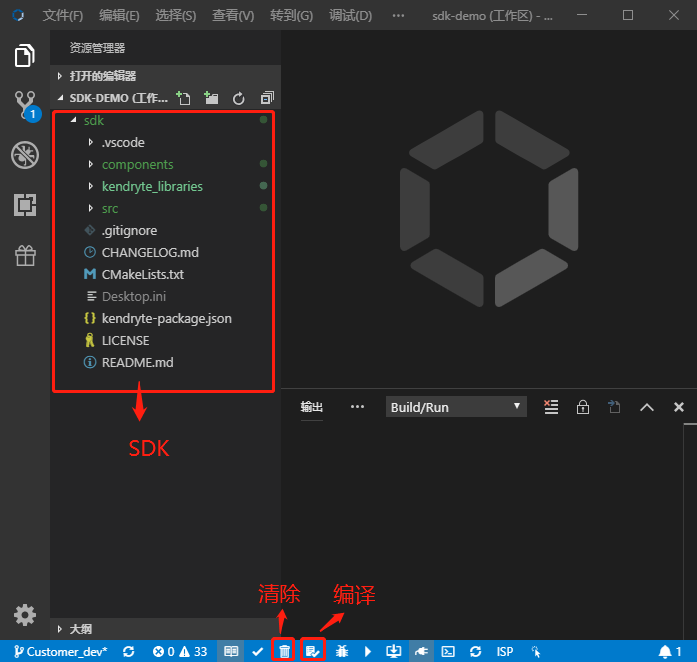 文件(F) 编辑(E) 选择(S) 查看(V) 转到(G) 调试(D) ··· sdk-demo (工作区) - ...
资源管理器
打开的编辑器
SDK-DEMO (工作...
sdk
.vscode
components
kendryte_libraries
src
.gitignore
CHANGELOG.md
CMakeLists.txt
Desktop.ini
kendryte-package.json
LICENSE
README.md
1
SDK
输出 ··· Build/Run
清除 编译
大纲
Customer_dev* 0 33 ISP 1